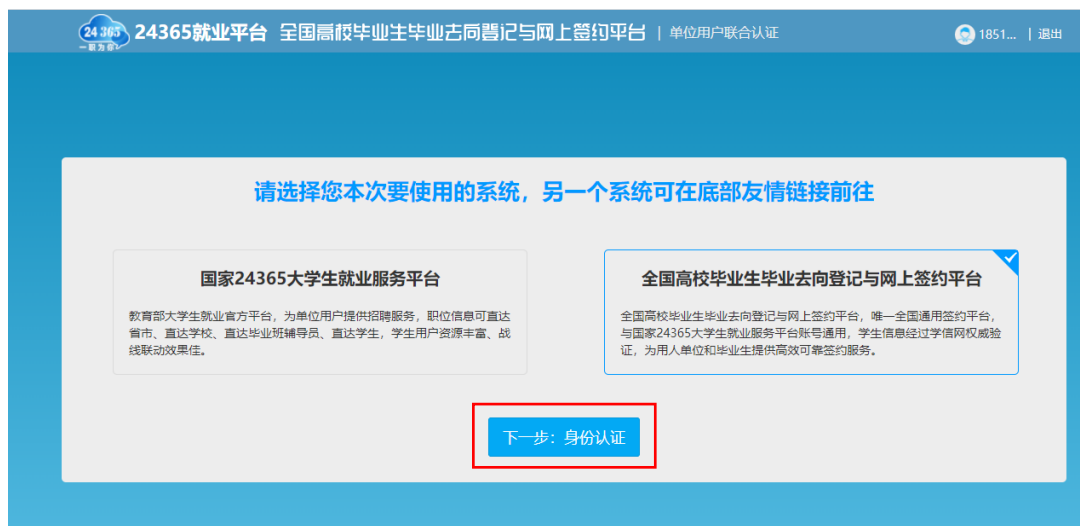 24365
一职为你
24365就业平台 全国高校毕业生毕业去向登记与网上签约平台 | 单位用户联合认证 1851... | 退出
请选择您本次要使用的系统，另一个系统可在底部友情链接前往
国家24365大学生就业服务平台
教育部大学生就业官方平台，为单位用户提供招聘服务，职位信息可直达
省市、直达学校、直达毕业班辅导员、直达学生，学生用户资源丰富、战
线联动效果佳。
全国高校毕业生毕业去向登记与网上签约平台
全国高校毕业生毕业去向登记与网上签约平台，唯一全国通用签约平台，
与国家24365大学生就业服务平台账号通用，学生信息经过学信网权威验
证，为用人单位和毕业生提供高效可靠签约服务。
下一步：身份认证